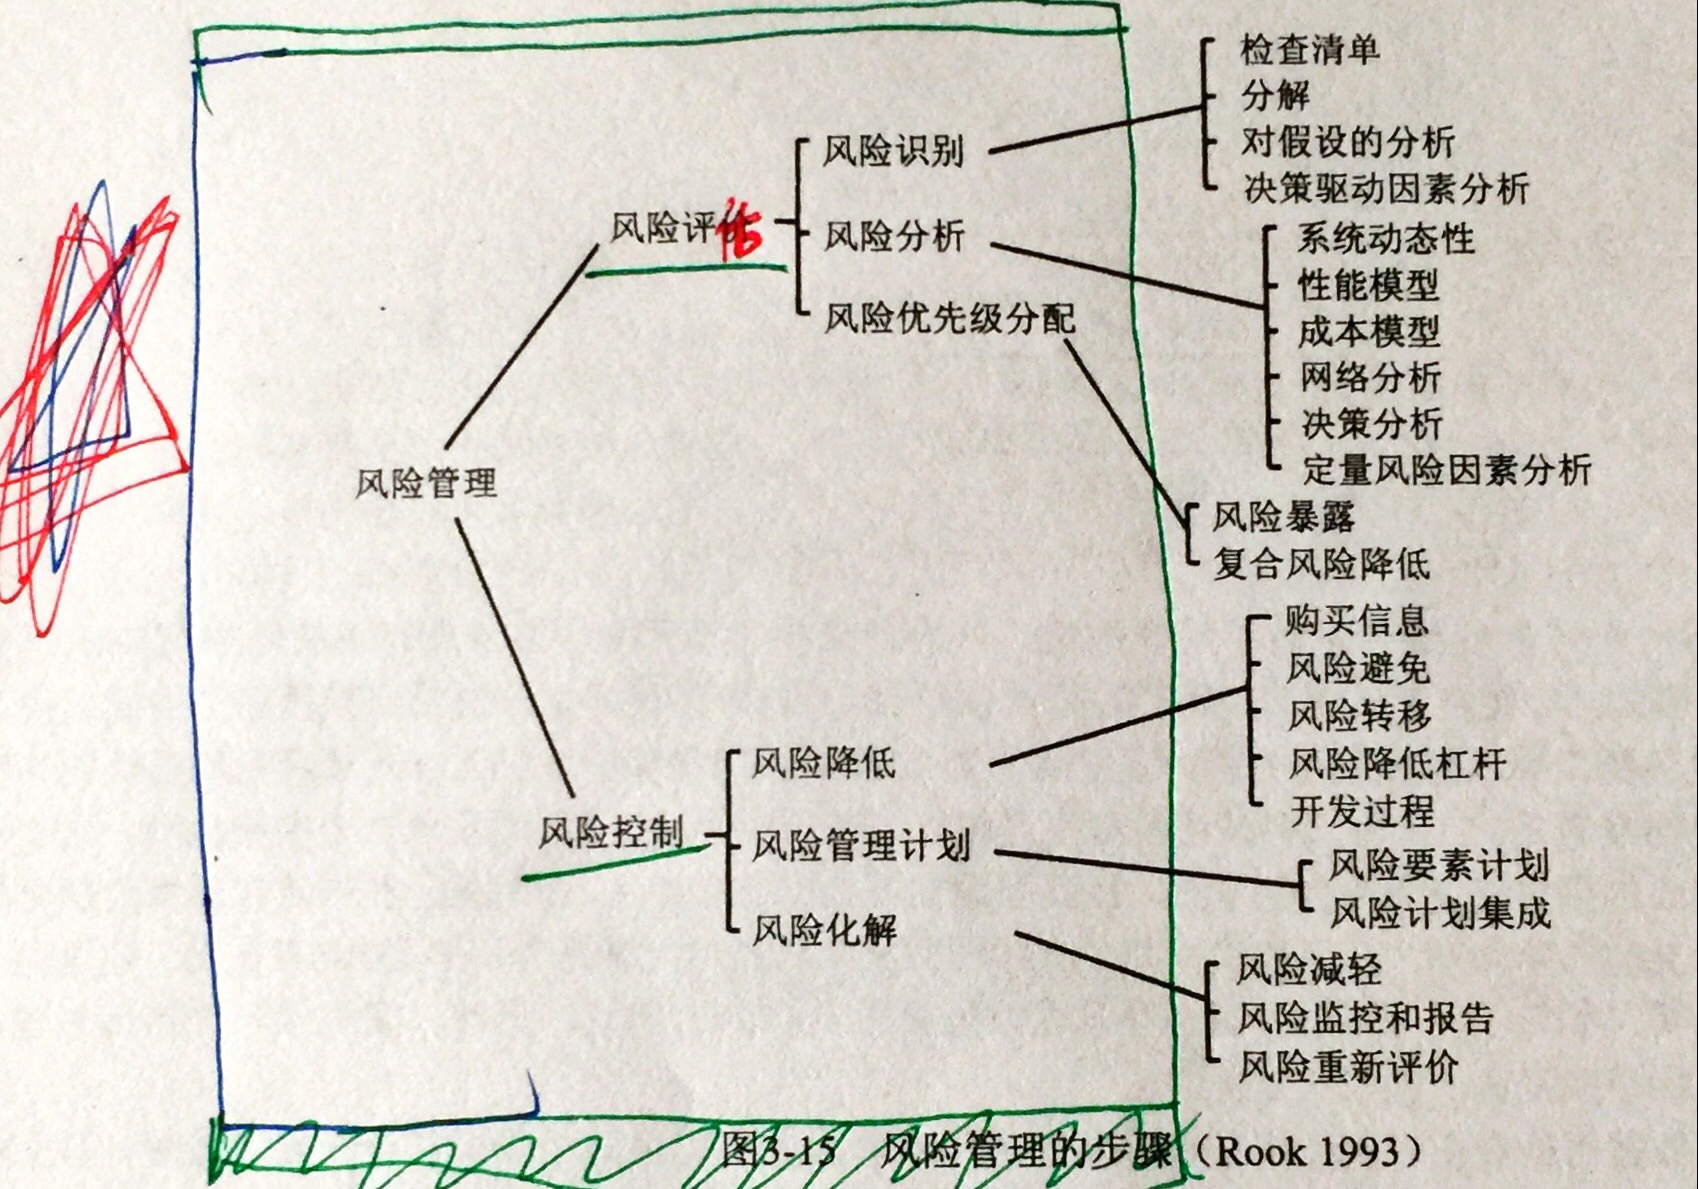 检查清单
分解
对假设的分析
决策驱动因素分析
风险识别
风险评估
风险分析
风险优先级分配
系统动态性
性能模型
成本模型
网络分析
决策分析
定量风险因素分析
风险暴露
复合风险降低
风险管理
购买信息
风险避免
风险转移
风险降低杠杆
开发过程
风险降低
风险控制
风险管理计划
风险化解
风险要素计划
风险计划集成
风险减轻
风险监控和报告
风险重新评价
图3-15 风险管理的步骤（Rook 1993）